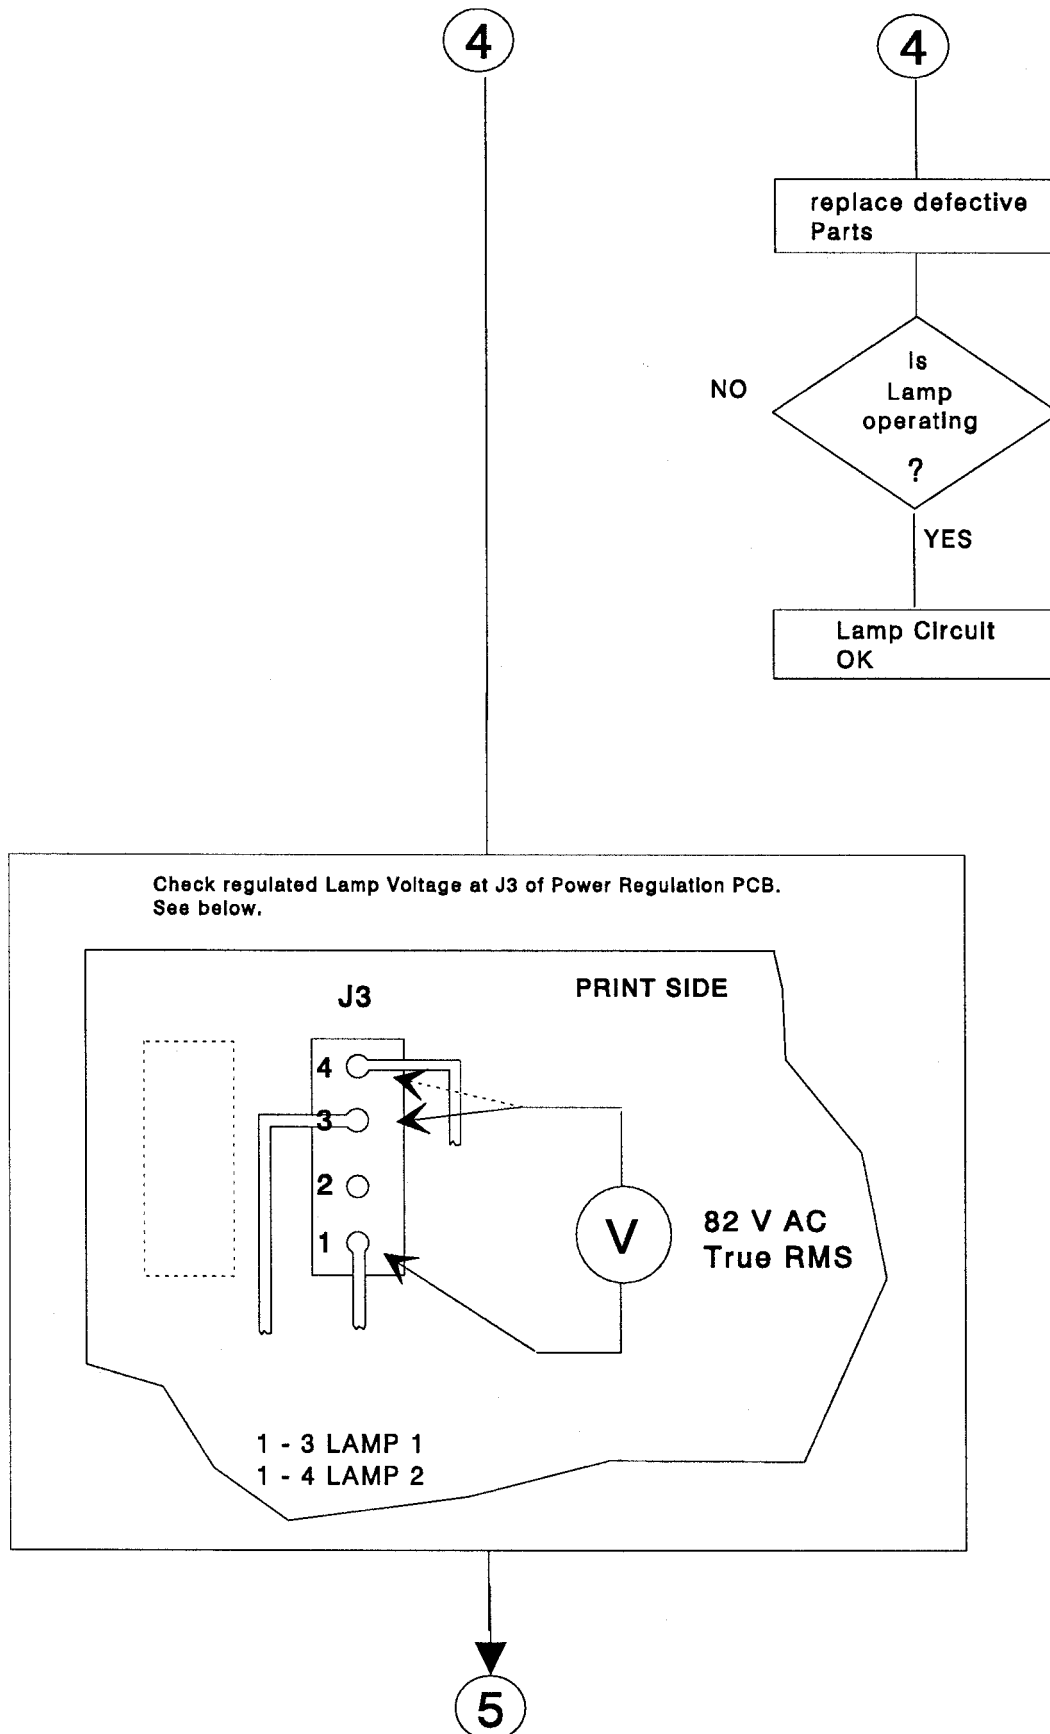 4
4
replace defective
Parts
Is
Lamp
operating
?
NO
YES
Lamp Circuit
OK
Check regulated Lamp Voltage at J3 of Power Regulation PCB.
See below.
J3
PRINT SIDE
4
3
2
1
V
82 V AC
True RMS
1 - 3 LAMP 1
1 - 4 LAMP 2
5